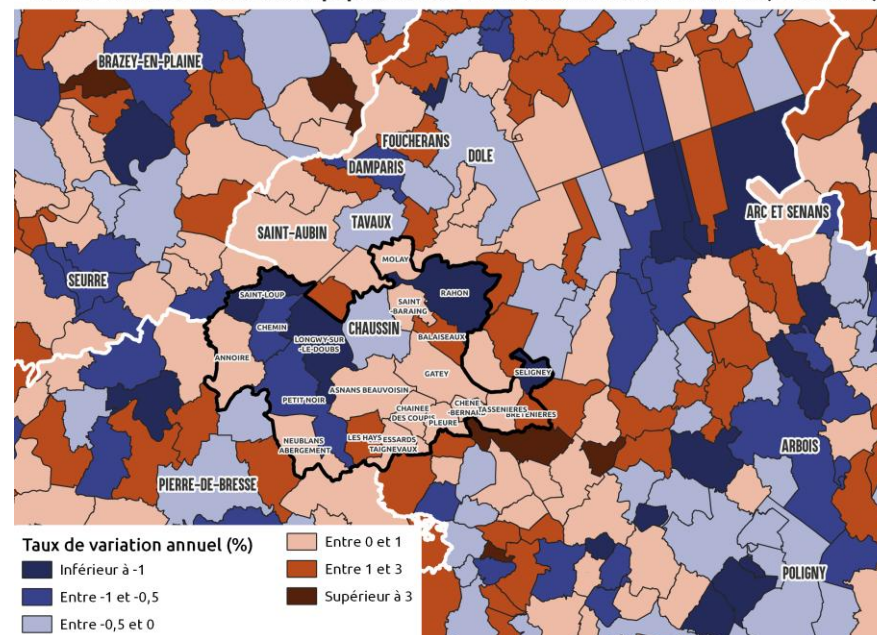 BRAZEY-EN-PLAINE
FOUCHERANS
DOLE
DAMPARIS
ARC ET SENANS
TAVAUX
SAINT-AUBIN
MOLAY
SEURRE
SAINT-LOUP
RAHON
SAINT
-BARAING
CHEMIN
CHAUSSIN
LONGWY-SUR
-LE-DOUBS
BALAISEAUX
ANNOIRE
GATEY
SELIGNEY
ASNANS BEAUVOISIN
PETIT NOIR
CHENE
-BERNARD
TASSENIERES
BRETENIERES
CHAINEE
DES COUPIS
PLEURE
NEUBLANS
ABERGEMENT
LES HAYS
ESSARDS
TAIGNEVAUX
ARBOIS
PIERRE-DE-BRESSE
POLIGNY
Taux de variation annuel (%)
Inférieur à -1
Entre -1 et -0,5
Entre -0,5 et 0
Entre 0 et 1
Entre 1 et 3
Supérieur à 3